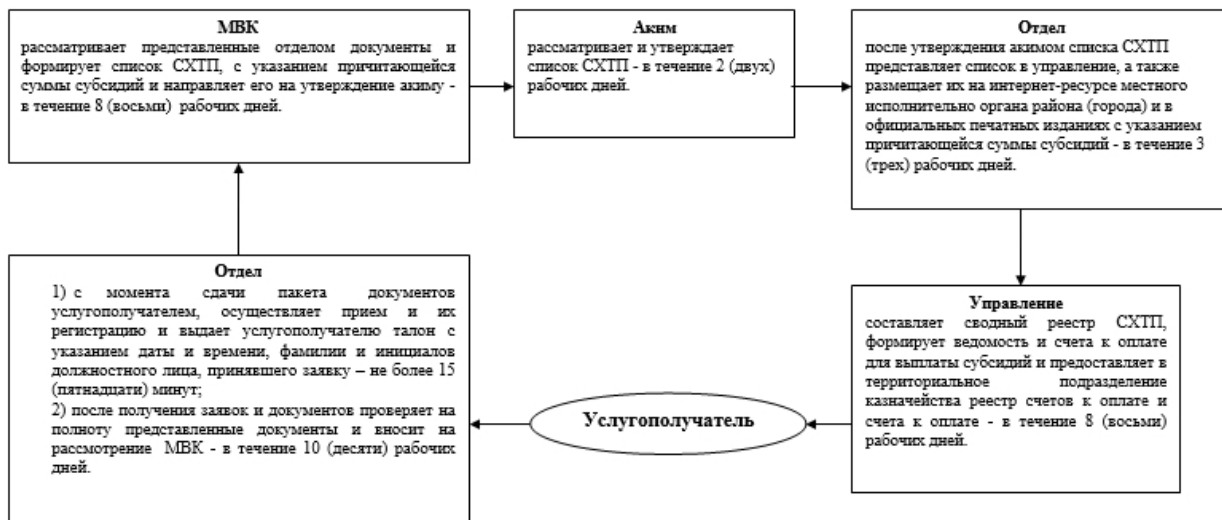 МВК
рассматривает представленные отделом документы и
формирует список СХТП, с указанием причитающейся
суммы субсидий и направляет его на утверждение акиму -
в течение 8 (восьми) рабочих дней.
Аким
рассматривает и утверждает
список СХТП - в течение 2 (двух)
рабочих дней.
Отдел
после утверждения акимом списка СХТП
представляет список в управление, а также
размещает их на интернет-ресурсе местного
исполнительно органа района (города) и в
официальных печатных изданиях с указанием
причитающейся суммы субсидий - в течение 3
(трех) рабочих дней.
Отдел
1) с момента сдачи пакета документов
услугополучателем, осуществляет прием и их
регистрацию и выдает услугополучателю талон с
указанием даты и времени, фамилии и инициалов
должностного лица, принявшего заявку – не более 15
(пятнадцати) минут;
2) после получения заявок и документов проверяет на
полноту представленные документы и вносит на
рассмотрение МВК - в течение 10 (десяти) рабочих
дней.
Услугополучатель
Управление
составляет сводный реестр СХТП,
формирует ведомость и счета к оплате
для выплаты субсидий и предоставляет в
территориальное подразделение
казначейства реестр счетов к оплате и
счета к оплате - в течение 8 (восьми)
рабочих дней.